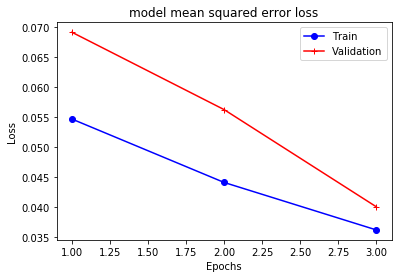 model mean squared error loss
0.070
0.065
0.060
0.055
0.050
0.045
0.040
0.035
Loss
Train
Validation
1.00 1.25 1.50 1.75 2.00 2.25 2.50 2.75 3.00
Epochs